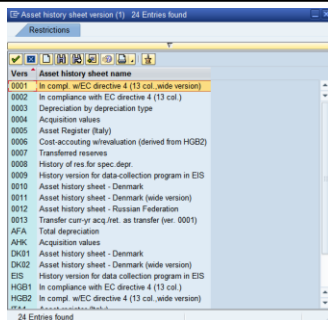 Asset history sheet version (1) 24 Entries found
Restrictions
Vers Asset history sheet name
0001 In compl. w/EC directive 4 (13 col.,wide version)
0002 In compliance with EC directive 4 (13 col.)
0003 Depreciation by depreciation type
0004 Acquisition values
0005 Asset Register (Italy)
0006 Cost-accouting w/revaluation (derived from HGB2)
0007 Transferred reserves
0008 History of res.for spec.depr.
0009 History version for data-collection program in EIS
0010 Asset history sheet - Denmark
0011 Asset history sheet - Denmark (wide version)
0012 Asset history sheet - Russian Federation
0013 Transfer curr-yr acq./ret. as transfer (ver. 0001)
AFA Total depreciation
AHK Acquisition values
DK01 Asset history sheet - Denmark
DK02 Asset history sheet - Denmark (wide version)
EIS History version for data collection program in EIS
HGB1 In compliance with EC directive 4 (13 col.)
HGB2 In compl. w/EC directive 4 (13 col.,wide version)
24 Entries found